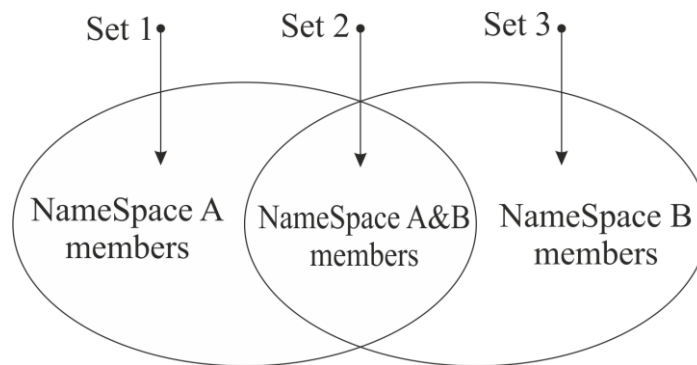 Set 1
Set 2
Set 3
NameSpace A
members
NameSpace A&B
members
NameSpace B
members